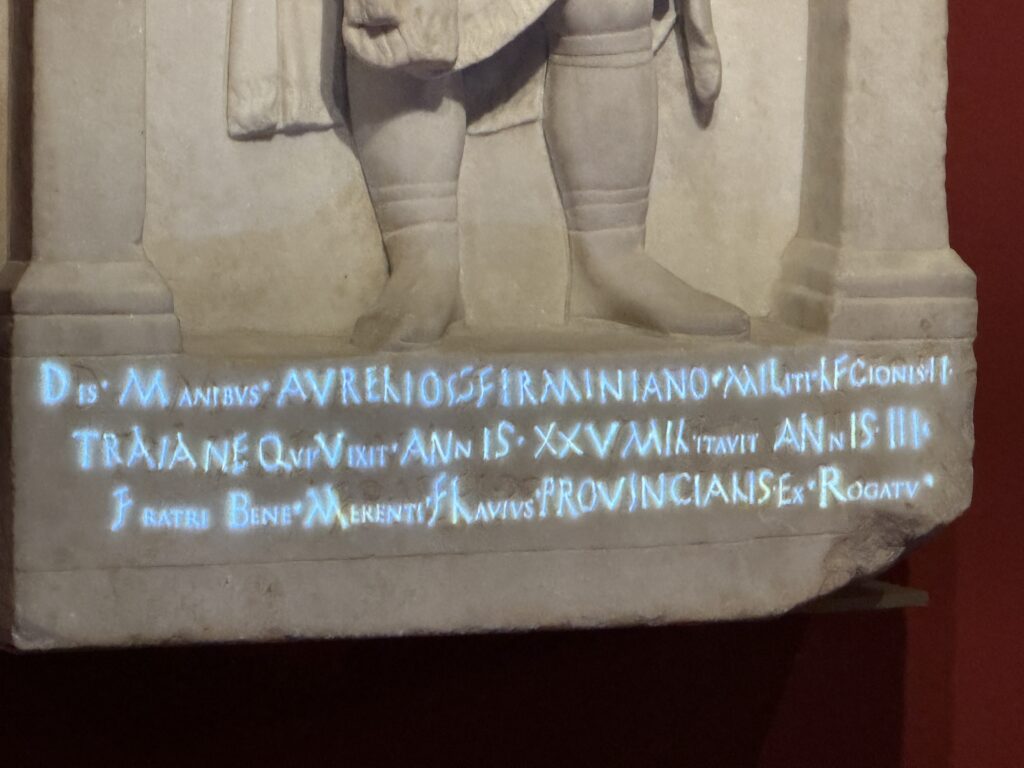 DIS· MANIBVS· AVRELIO FIRMINIANO·MILITI·LECIONIS·II·
TRAIANE QVI·VIXIT·ANNIS·XXV MILITAVIT ANNIS·III·
FRATRI BENE·MERENTI·FLAVIVS·PROVINCIALIS·EX·ROGATV·